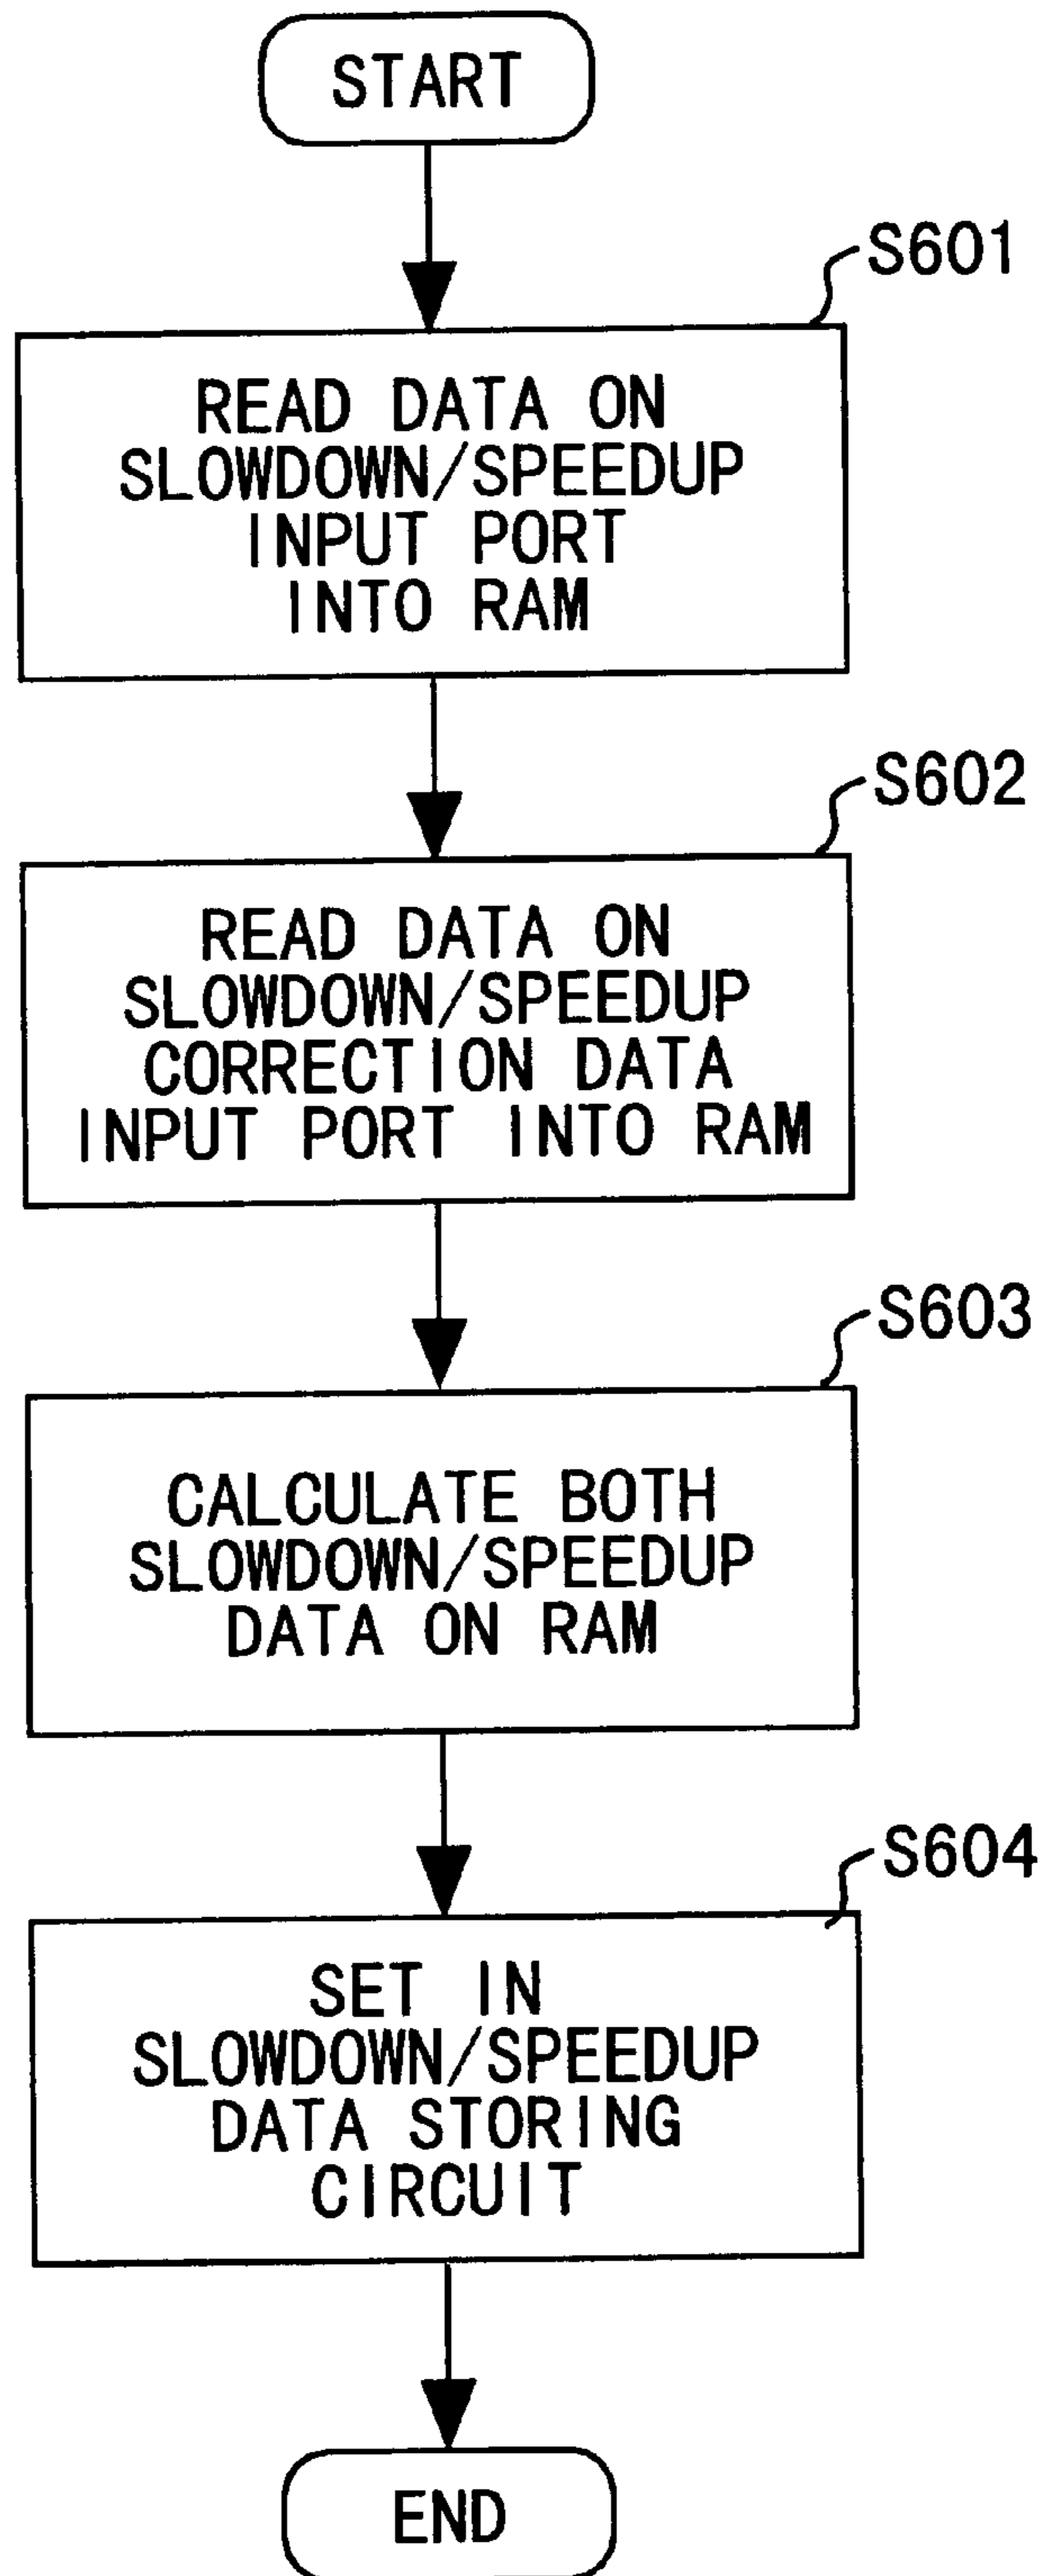 START
S601
READ DATA ON
SLOWDOWN/SPEEDUP
INPUT PORT
INTO RAM
S602
READ DATA ON
SLOWDOWN/SPEEDUP
CORRECTION DATA
INPUT PORT INTO RAM
S603
CALCULATE BOTH
SLOWDOWN/SPEEDUP
DATA ON RAM
S604
SET IN
SLOWDOWN/SPEEDUP
DATA STORING
CIRCUIT
END